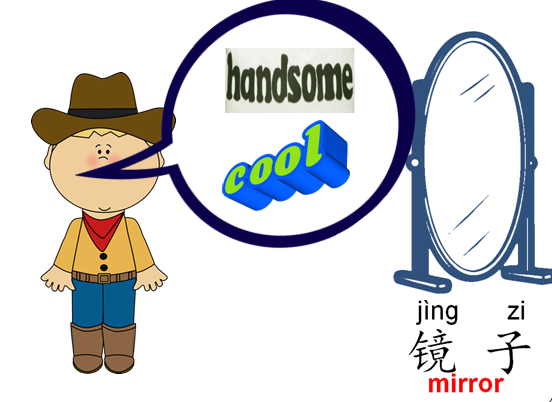 handsome
cool
jìng zi
镜 子
mirror